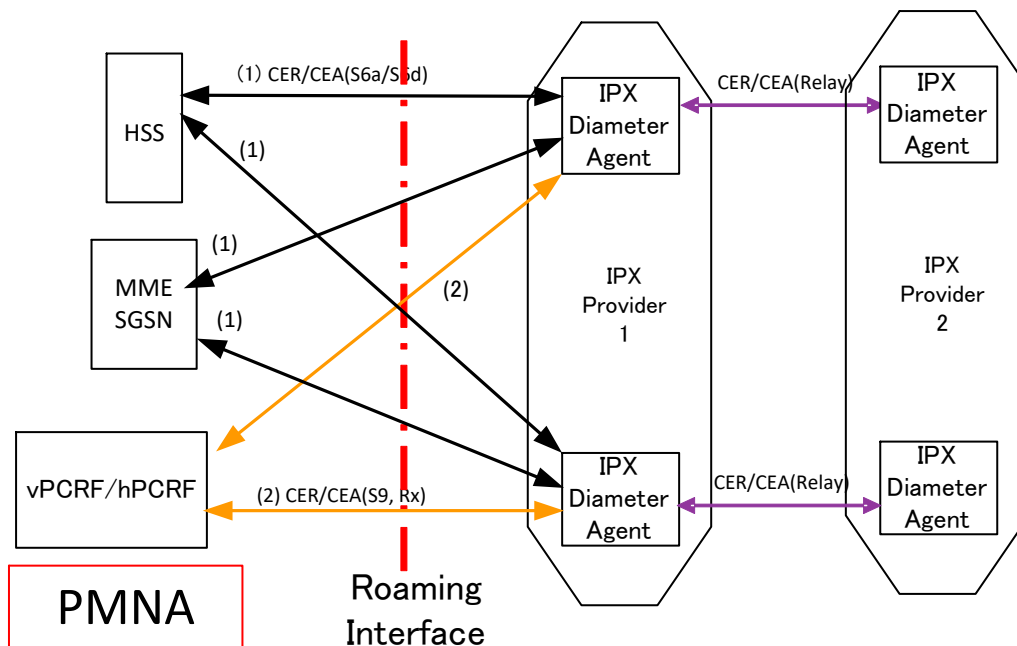 (1) CER/CEA(S6a/S6d)
HSS
(1)
IPX
Diameter
Agent
CER/CEA(Relay)
IPX
Diameter
Agent
MME
SGSN
(1)
(1)
(2)
IPX
Provider
1
IPX
Provider
2
vPCRF/hPCRF
(2) CER/CEA(S9, Rx)
IPX
Diameter
Agent
CER/CEA(Relay)
IPX
Diameter
Agent
PMNA
Roaming
Interface